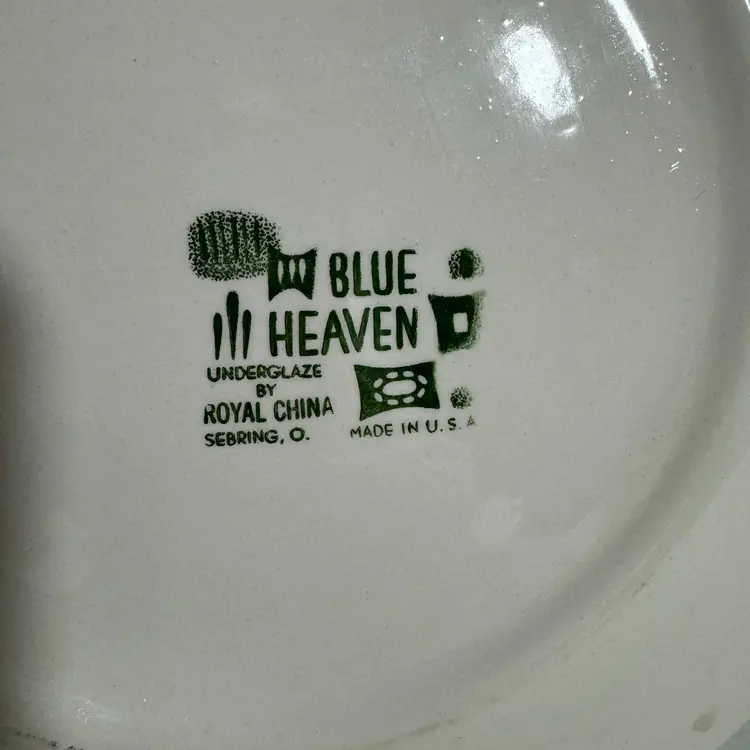 BLUE
HEAVEN
UNDERGLAZE
BY
ROYAL CHINA
SEBRING, O.
MADE IN U.S.A